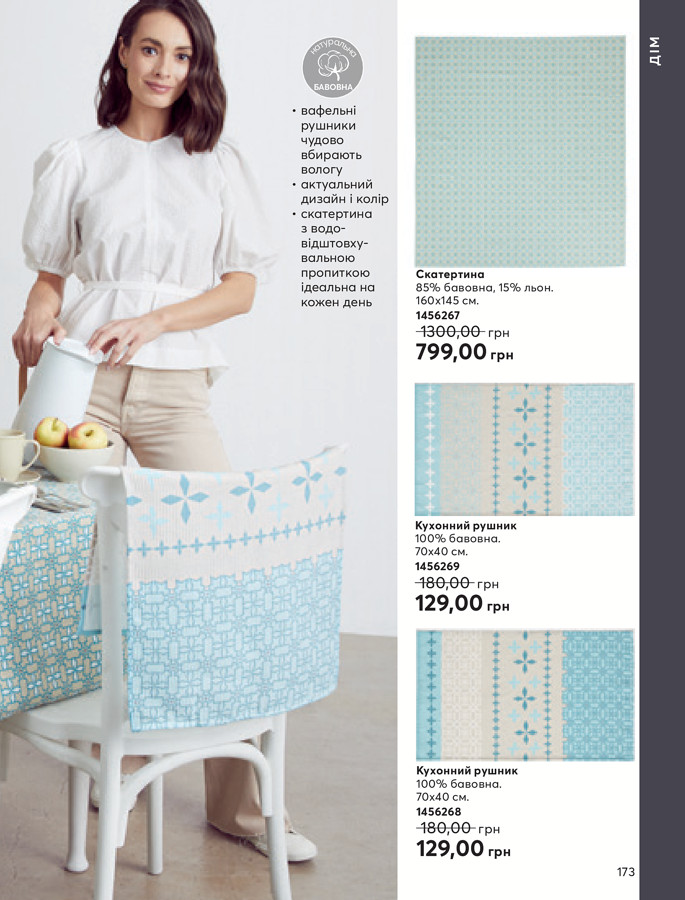 натуральна
БАВОВНА
• вафельні
рушники
чудово
вбирають
вологу
• актуальний
дизайн і колір
• скатертина
з водо-
відштовху-
вальною
пропиткою
ідеальна на
кожен день
ДІМ
Скатертина
85% бавовна, 15% льон.
160x145 см.
1456267
1300,00 грн
799,00 грн
Кухонний рушник
100% бавовна.
70x40 см.
1456269
180,00 грн
129,00 грн
Кухонний рушник
100% бавовна.
70x40 см.
1456268
180,00 грн
129,00 грн
173